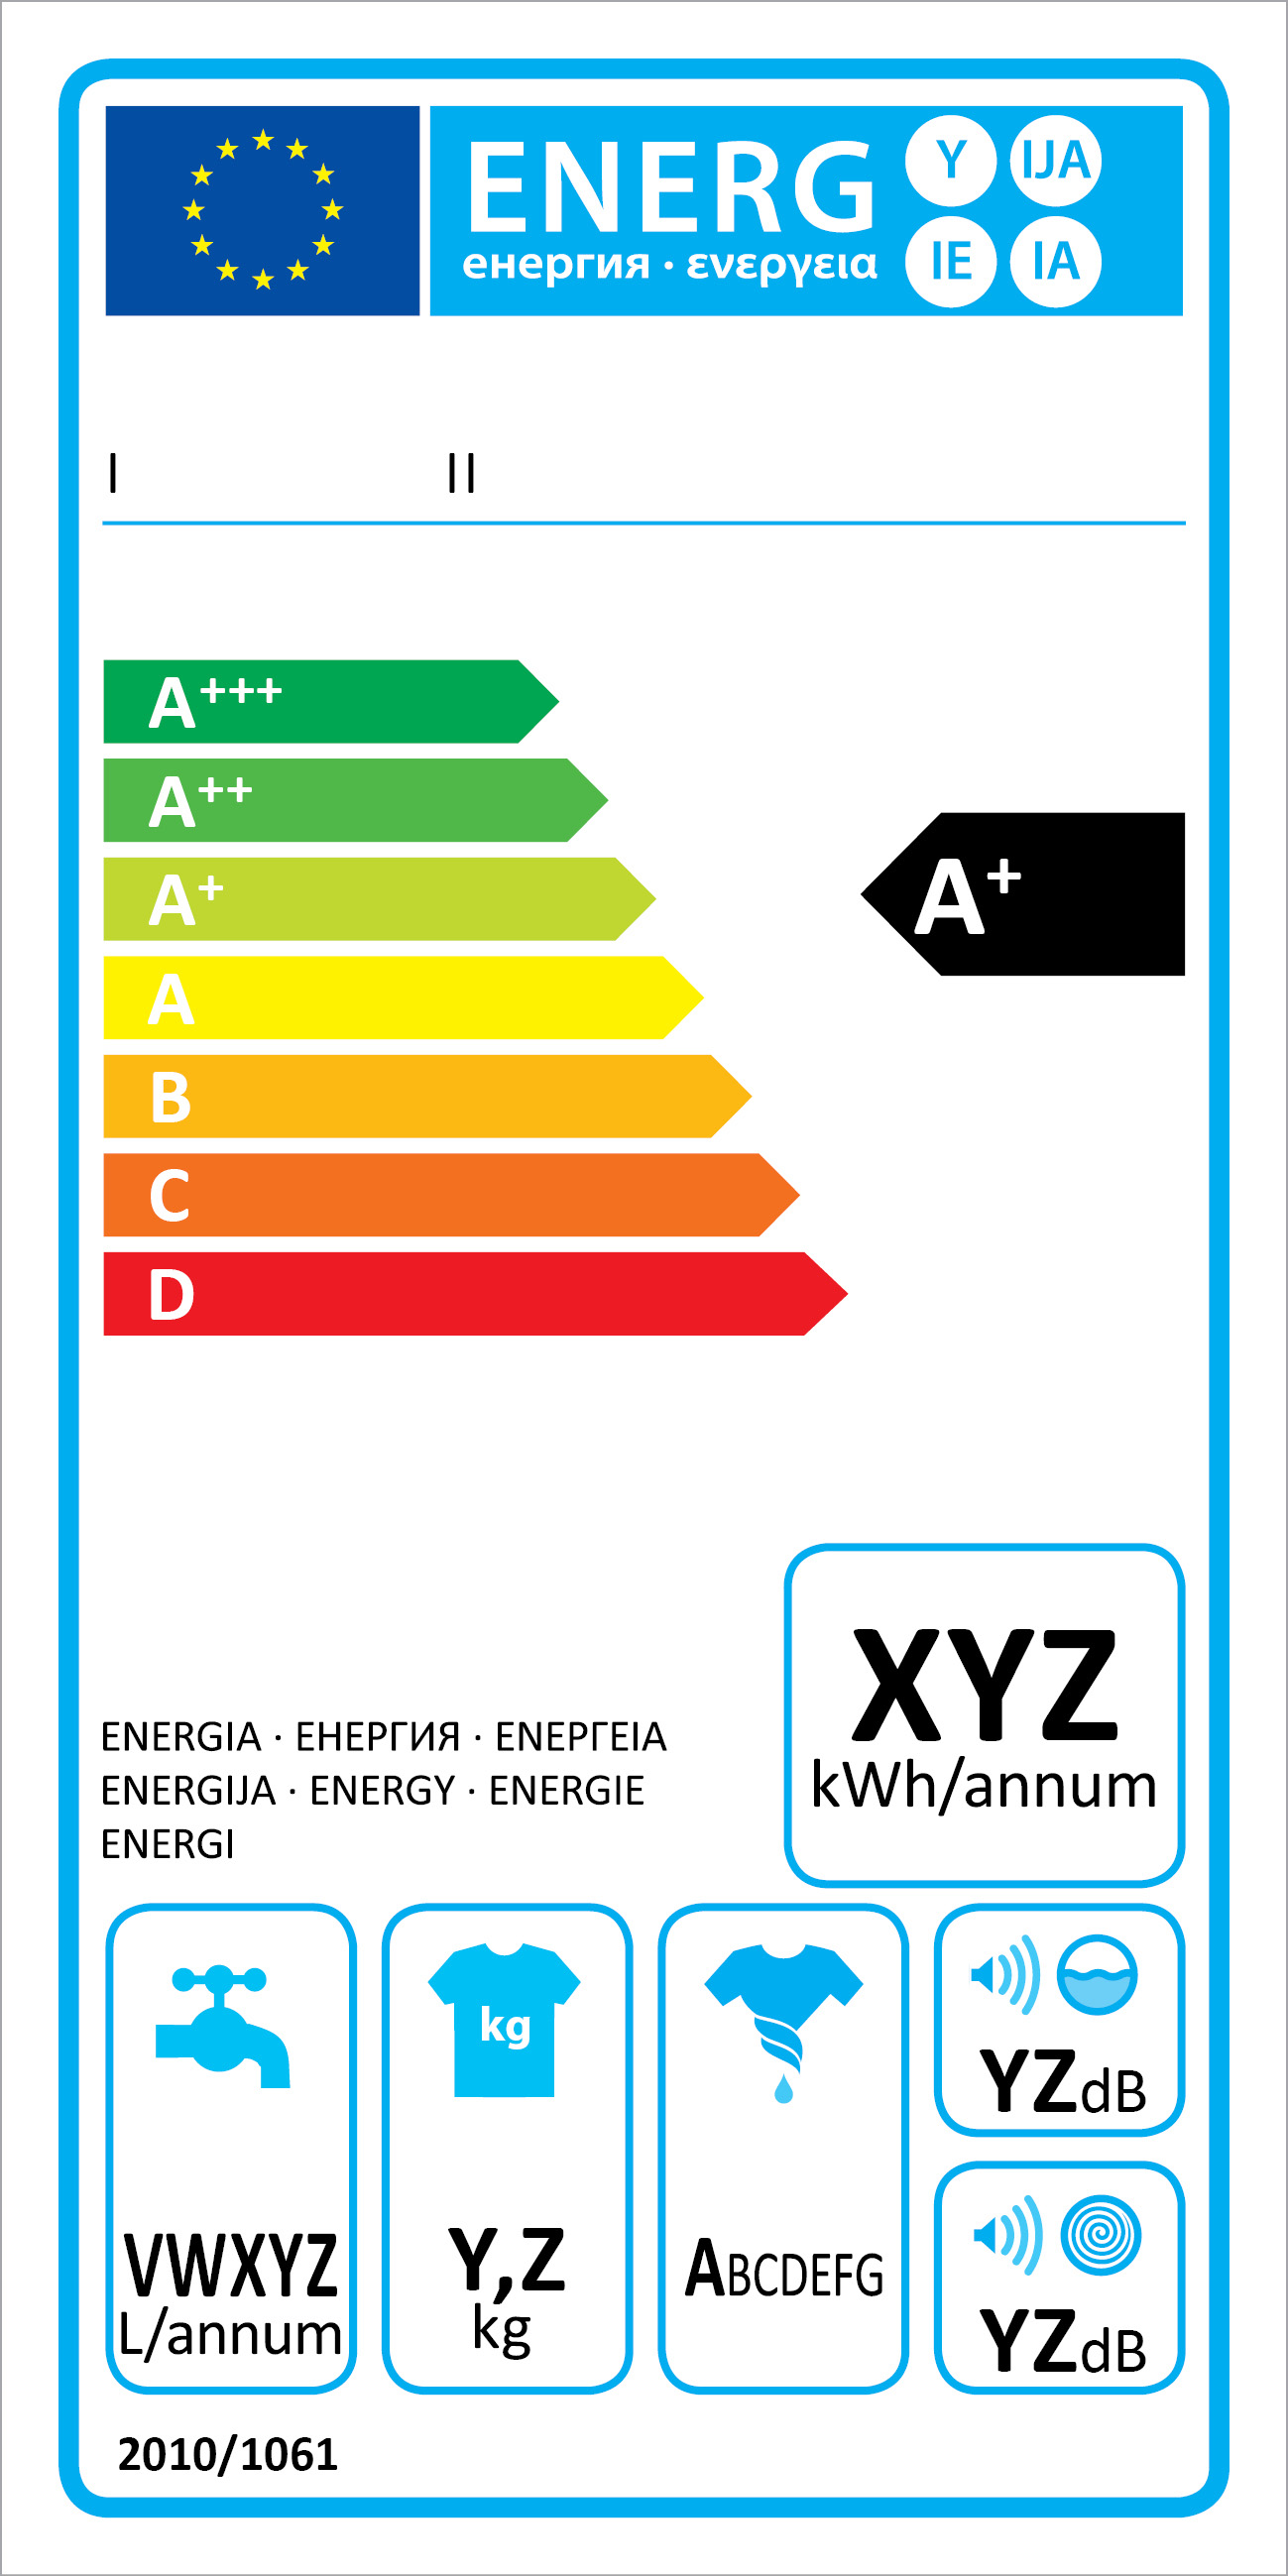 ENERG Y IJA
енергия · ενεργεια IE IA
I II
A+++
A++
A+
A
B
C
D
A+
XYZ
kWh/annum
ENERGIA · ЕНЕРГИЯ · ΕΝΕΡΓΕΙΑ
ENERGIJA · ENERGY · ENERGIE
ENERGI
VWXYZ
L/annum
kg
Y,Z
kg
ABCDEFG
YZdB
YZdB
2010/1061